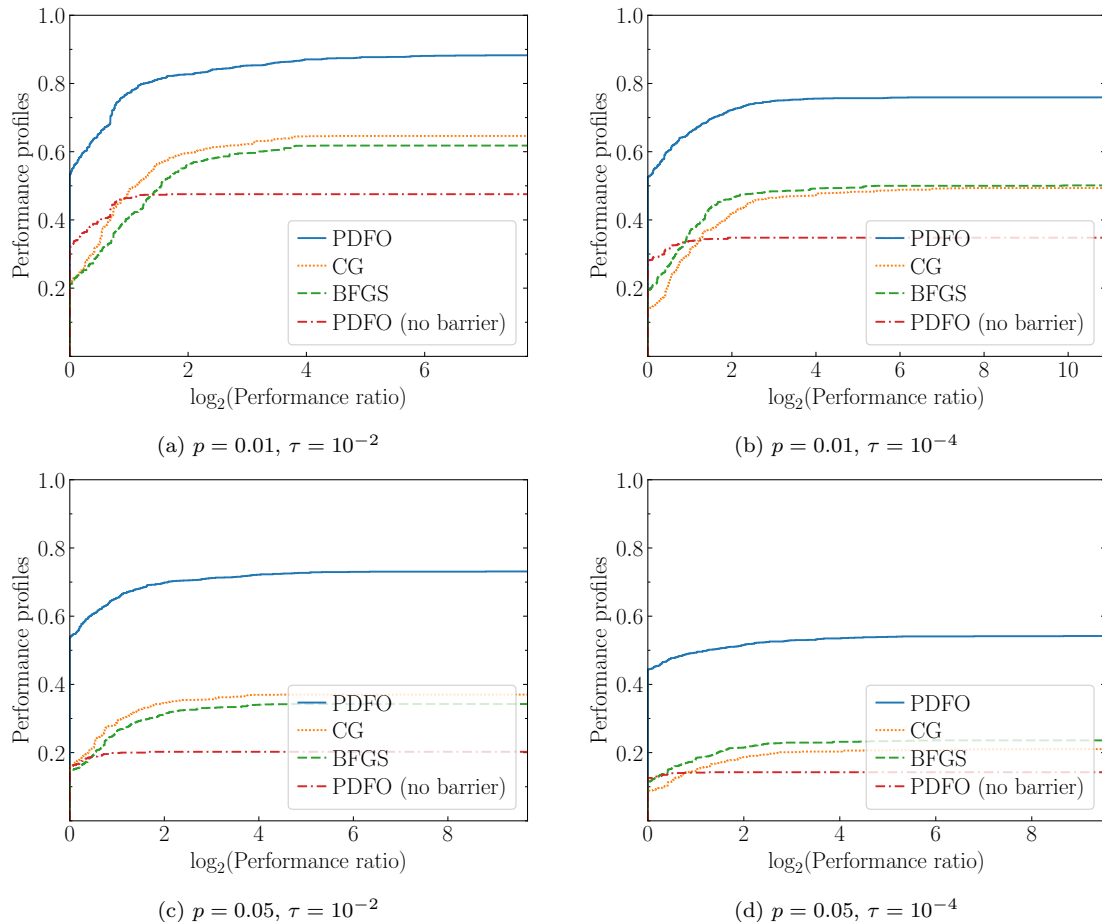 1.0
0.8
0.6
0.4
0.2
Performance profiles
0 2 4 6
log₂(Performance ratio)
PDFO
CG
BFGS
PDFO (no barrier)
(a) p = 0.01, τ = 10⁻²
1.0
0.8
0.6
0.4
0.2
Performance profiles
0 2 4 6 8 10
log₂(Performance ratio)
PDFO
CG
BFGS
PDFO (no barrier)
(b) p = 0.01, τ = 10⁻⁴
1.0
0.8
0.6
0.4
0.2
Performance profiles
0 2 4 6 8
log₂(Performance ratio)
PDFO
CG
BFGS
PDFO (no barrier)
(c) p = 0.05, τ = 10⁻²
1.0
0.8
0.6
0.4
0.2
Performance profiles
0 2 4 6 8
log₂(Performance ratio)
PDFO
CG
BFGS
PDFO (no barrier)
(d) p = 0.05, τ = 10⁻⁴